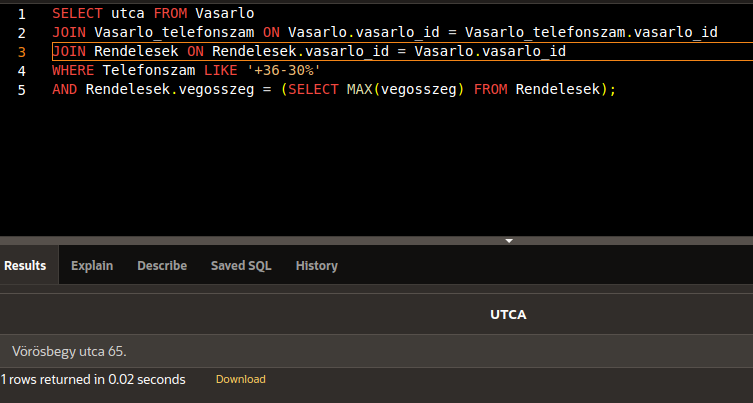 1 SELECT utca FROM Vasarlo
2 JOIN Vasarlo_telefonszam ON Vasarlo.vasarlo_id = Vasarlo_telefonszam.vasarlo_id
3 JOIN Rendelesek ON Rendelesek.vasarlo_id = Vasarlo.vasarlo_id
4 WHERE Telefonszam LIKE '+36-30%'
5 AND Rendelesek.vegosszeg = (SELECT MAX(vegosszeg) FROM Rendelesek);
Results Explain Describe Saved SQL History
UTCA
Vörösbegy utca 65.
1 rows returned in 0.02 seconds Download